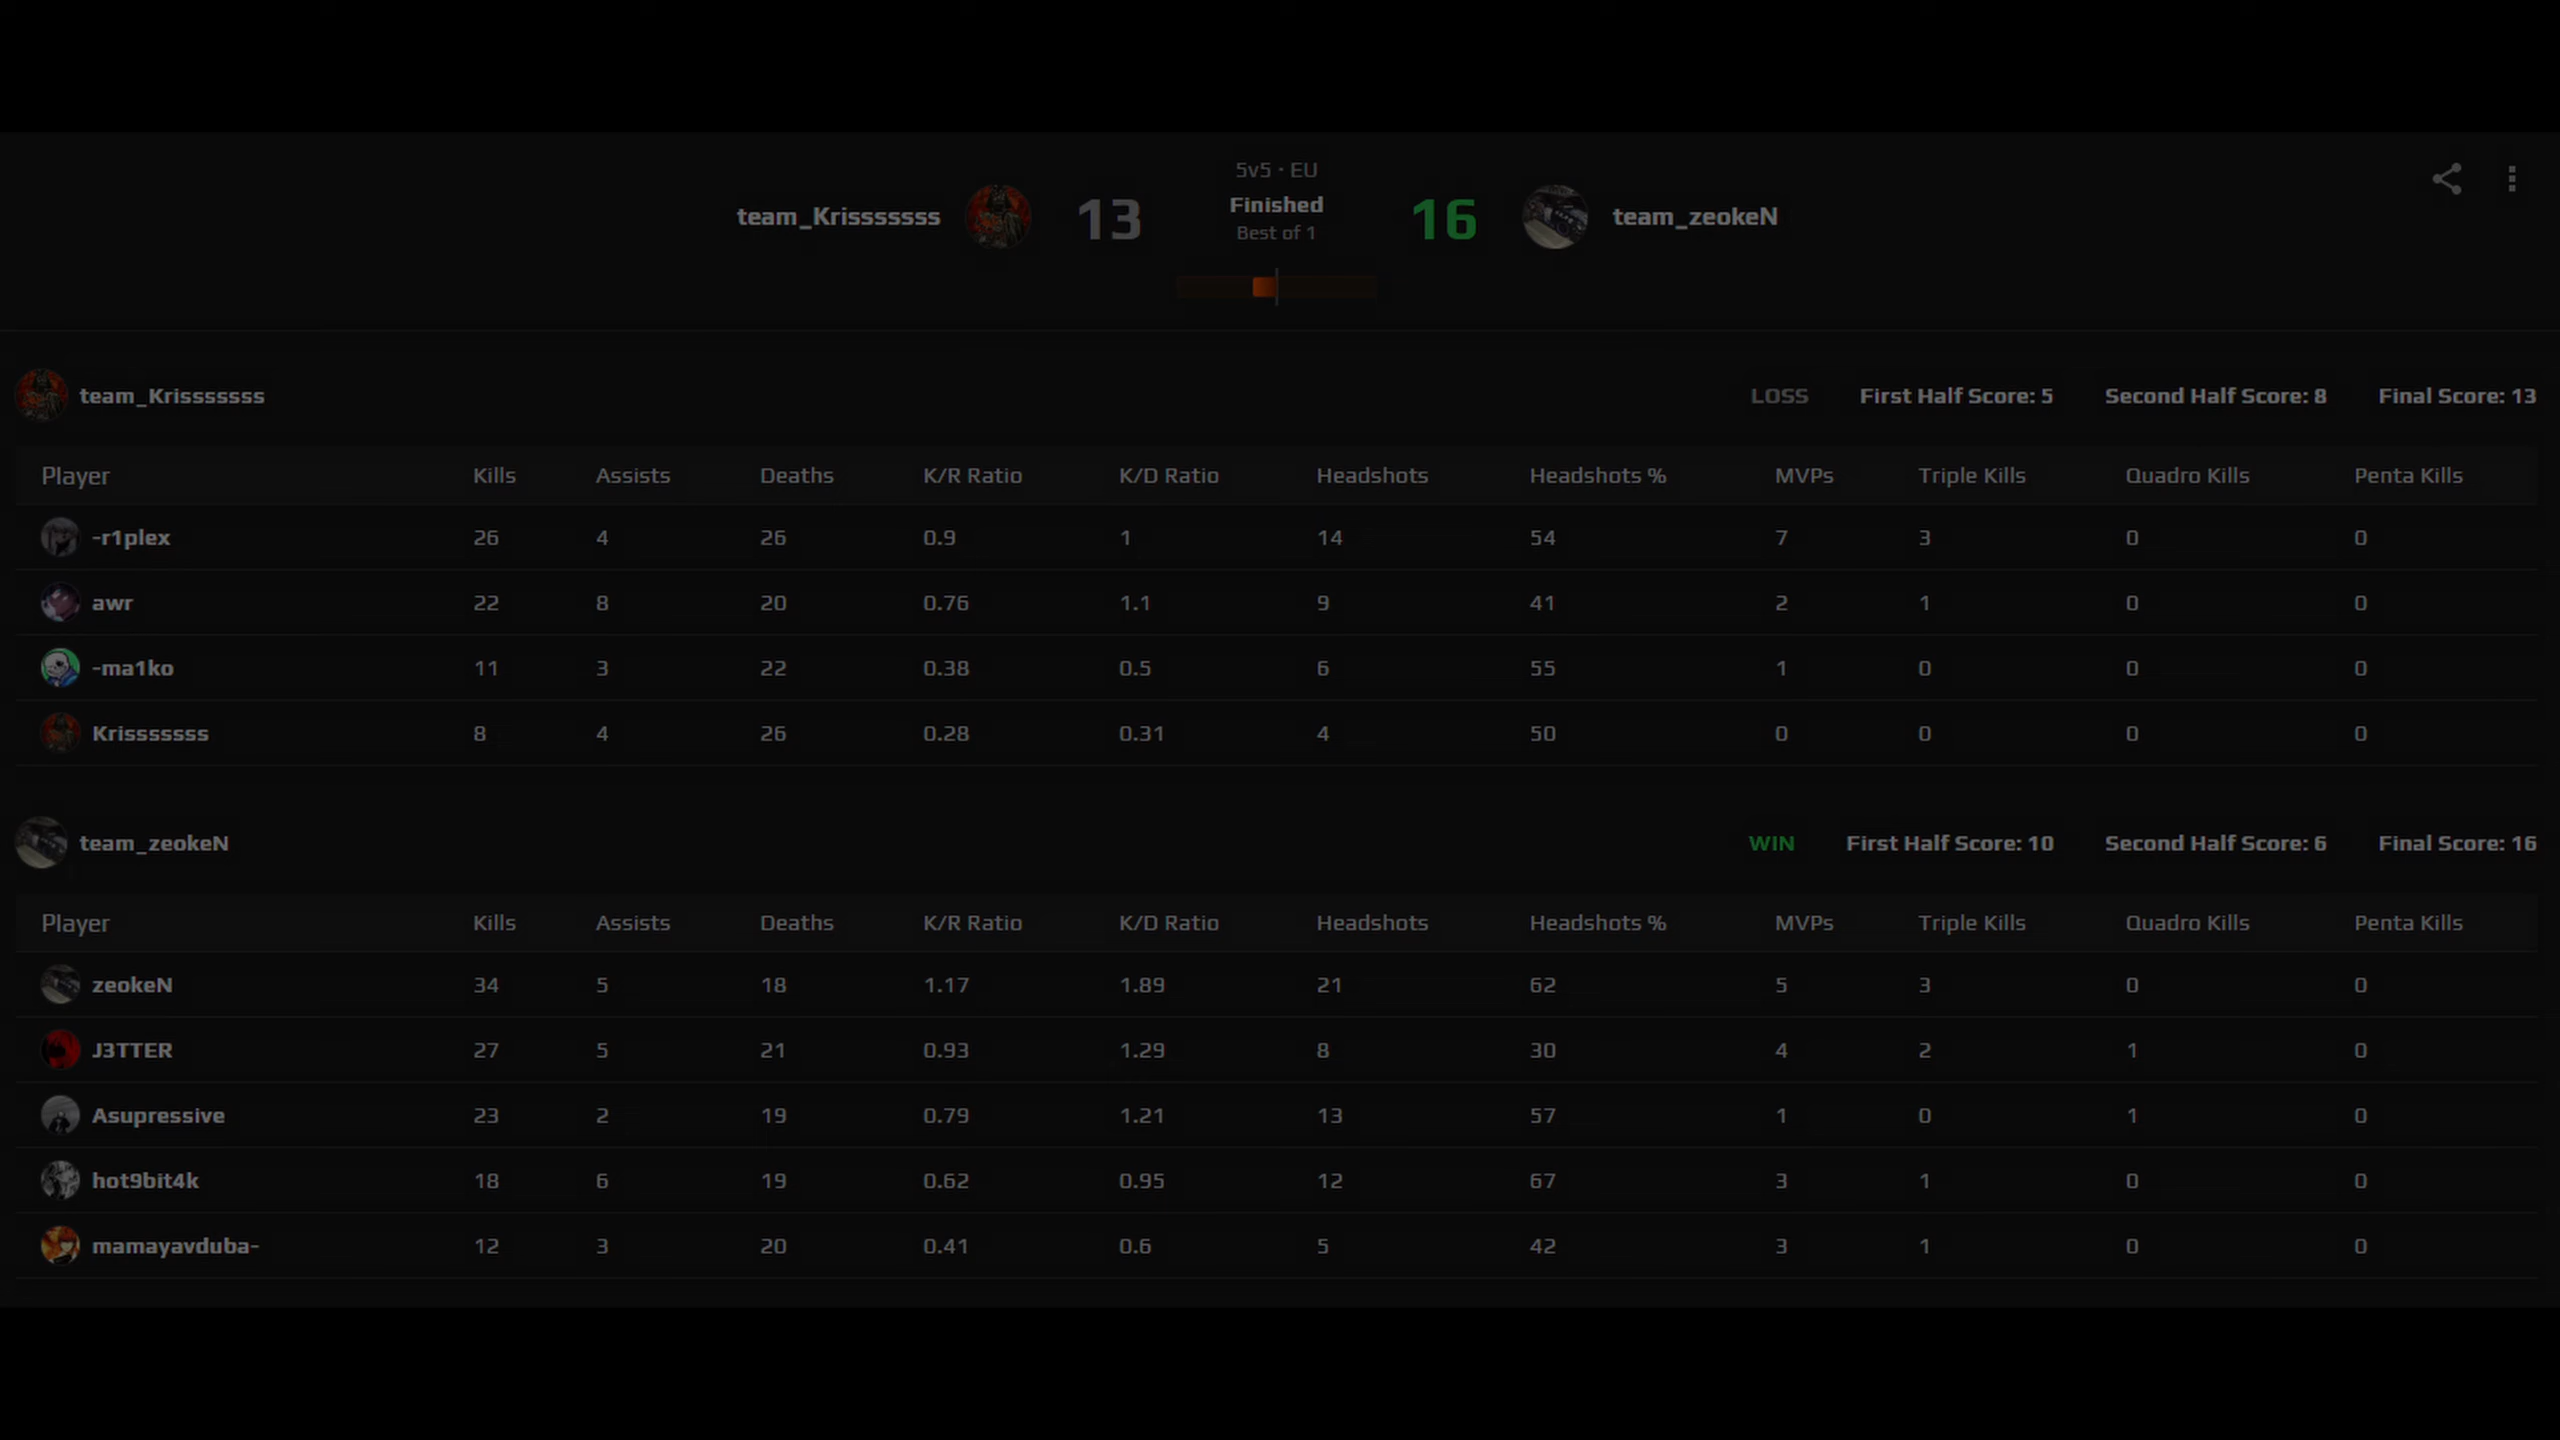 5v5 · EU
team_Krisssssss 13 Finished 16 team_zeokeN
Best of 1
team_Krisssssss LOSS First Half Score: 5 Second Half Score: 8 Final Score: 13
Player Kills Assists Deaths K/R Ratio K/D Ratio Headshots Headshots % MVPs Triple Kills Quadro Kills Penta Kills
-r1plex 26 4 26 0.9 1 14 54 7 3 0 0
awr 22 8 20 0.76 1.1 9 41 2 1 0 0
-ma1ko 11 3 22 0.38 0.5 6 55 1 0 0 0
Krisssssss 8 4 26 0.28 0.31 4 50 0 0 0 0
team_zeokeN WIN First Half Score: 10 Second Half Score: 6 Final Score: 16
Player Kills Assists Deaths K/R Ratio K/D Ratio Headshots Headshots % MVPs Triple Kills Quadro Kills Penta Kills
zeokeN 34 5 18 1.17 1.89 21 62 5 3 0 0
J3TTER 27 5 21 0.93 1.29 8 30 4 2 1 0
Asupressive 23 2 19 0.79 1.21 13 57 1 0 1 0
hot9bit4k 18 6 19 0.62 0.95 12 67 3 1 0 0
mamayavduba- 12 3 20 0.41 0.6 5 42 3 1 0 0